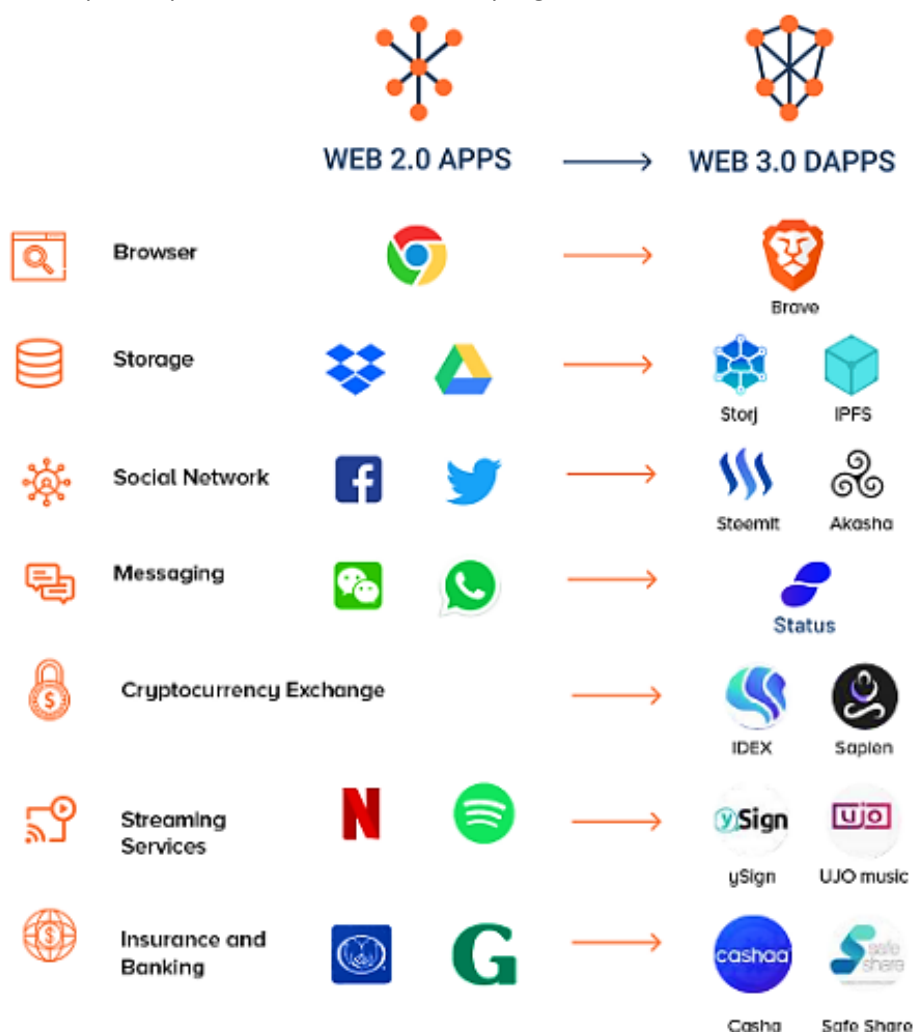 WEB 2.0 APPS
WEB 3.0 DAPPS
Browser
Brave
Storage
Storj
IPFS
Social Network
f
Steemit
Akasha
Messaging
Status
$
Cryptocurrency Exchange
IDEX
Sapien
Streaming
Services
N
ySign
ujo
ySign
UJO music
$
Insurance and
Banking
G
cashaa
safe
share
Casha
Safe Share